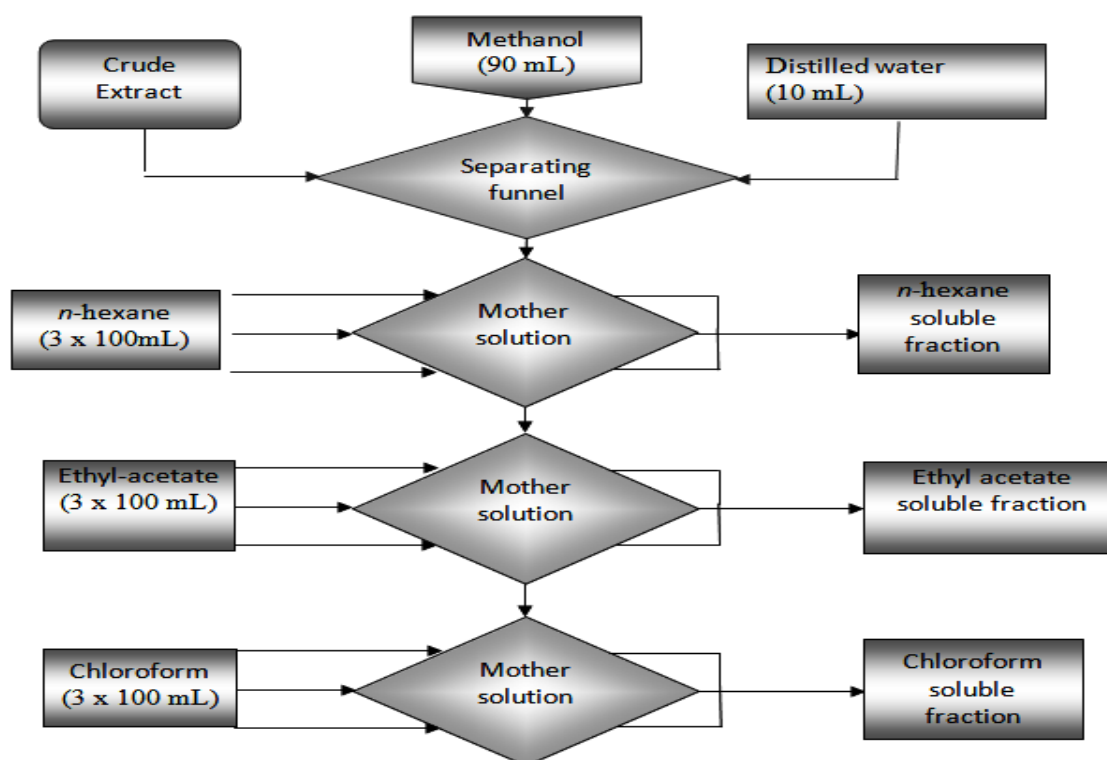 Crude
Extract
Methanol
(90 mL)
Distilled water
(10 mL)
Separating
funnel
n-hexane
(3 x 100mL)
Mother
solution
n-hexane
soluble
fraction
Ethyl-acetate
(3 x 100 mL)
Mother
solution
Ethyl acetate
soluble fraction
Chloroform
(3 x 100 mL)
Mother
solution
Chloroform
soluble
fraction